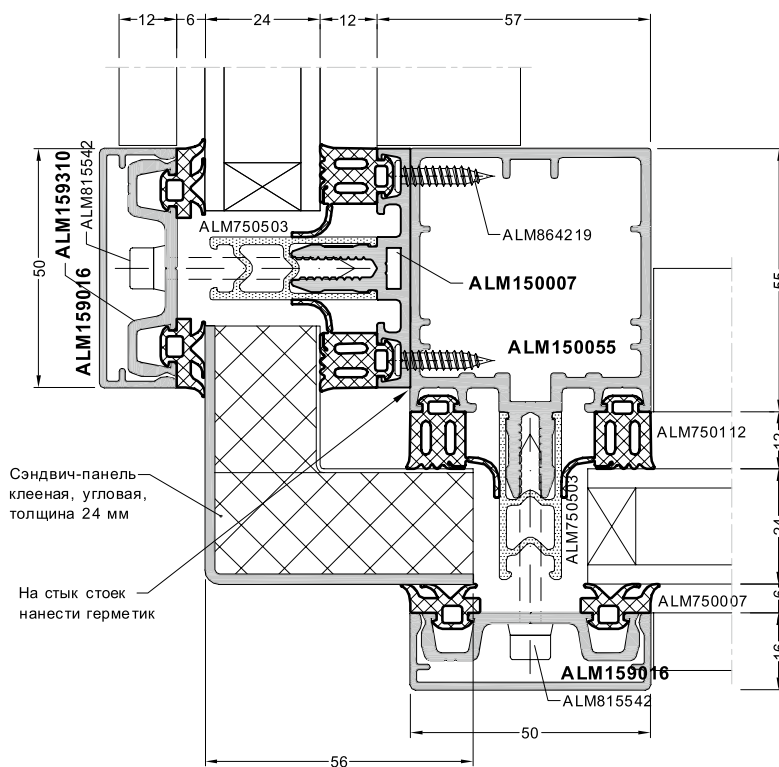 12
6
24
12
57
ALM159310
ALM815542
ALM159016
50
ALM750503
ALM864219
ALM150007
ALM150055
55
ALM750112
12
ALM750503
24
Сэндвич-панель
клееная, угловая,
толщина 24 мм
На стык стоек
нанести герметик
ALM750007
6
16
ALM159016
ALM815542
50
56